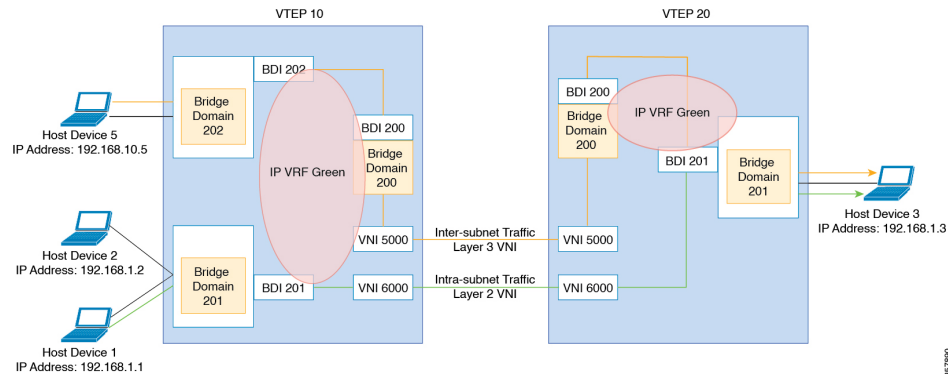 VTEP 10
VTEP 20
BDI 202
Bridge
Domain
202
Host Device 5
IP Address: 192.168.10.5
IP VRF Green
BDI 200
Bridge
Domain
200
VNI 5000
Host Device 2
IP Address: 192.168.1.2
Bridge
Domain
201
BDI 201
VNI 6000
Host Device 1
IP Address: 192.168.1.1
Inter-subnet Traffic
Layer 3 VNI
Intra-subnet Traffic
Layer 2 VNI
BDI 200
Bridge
Domain
200
IP VRF Green
BDI 201
Bridge
Domain
201
VNI 5000
VNI 6000
Host Device 3
IP Address: 192.168.1.3